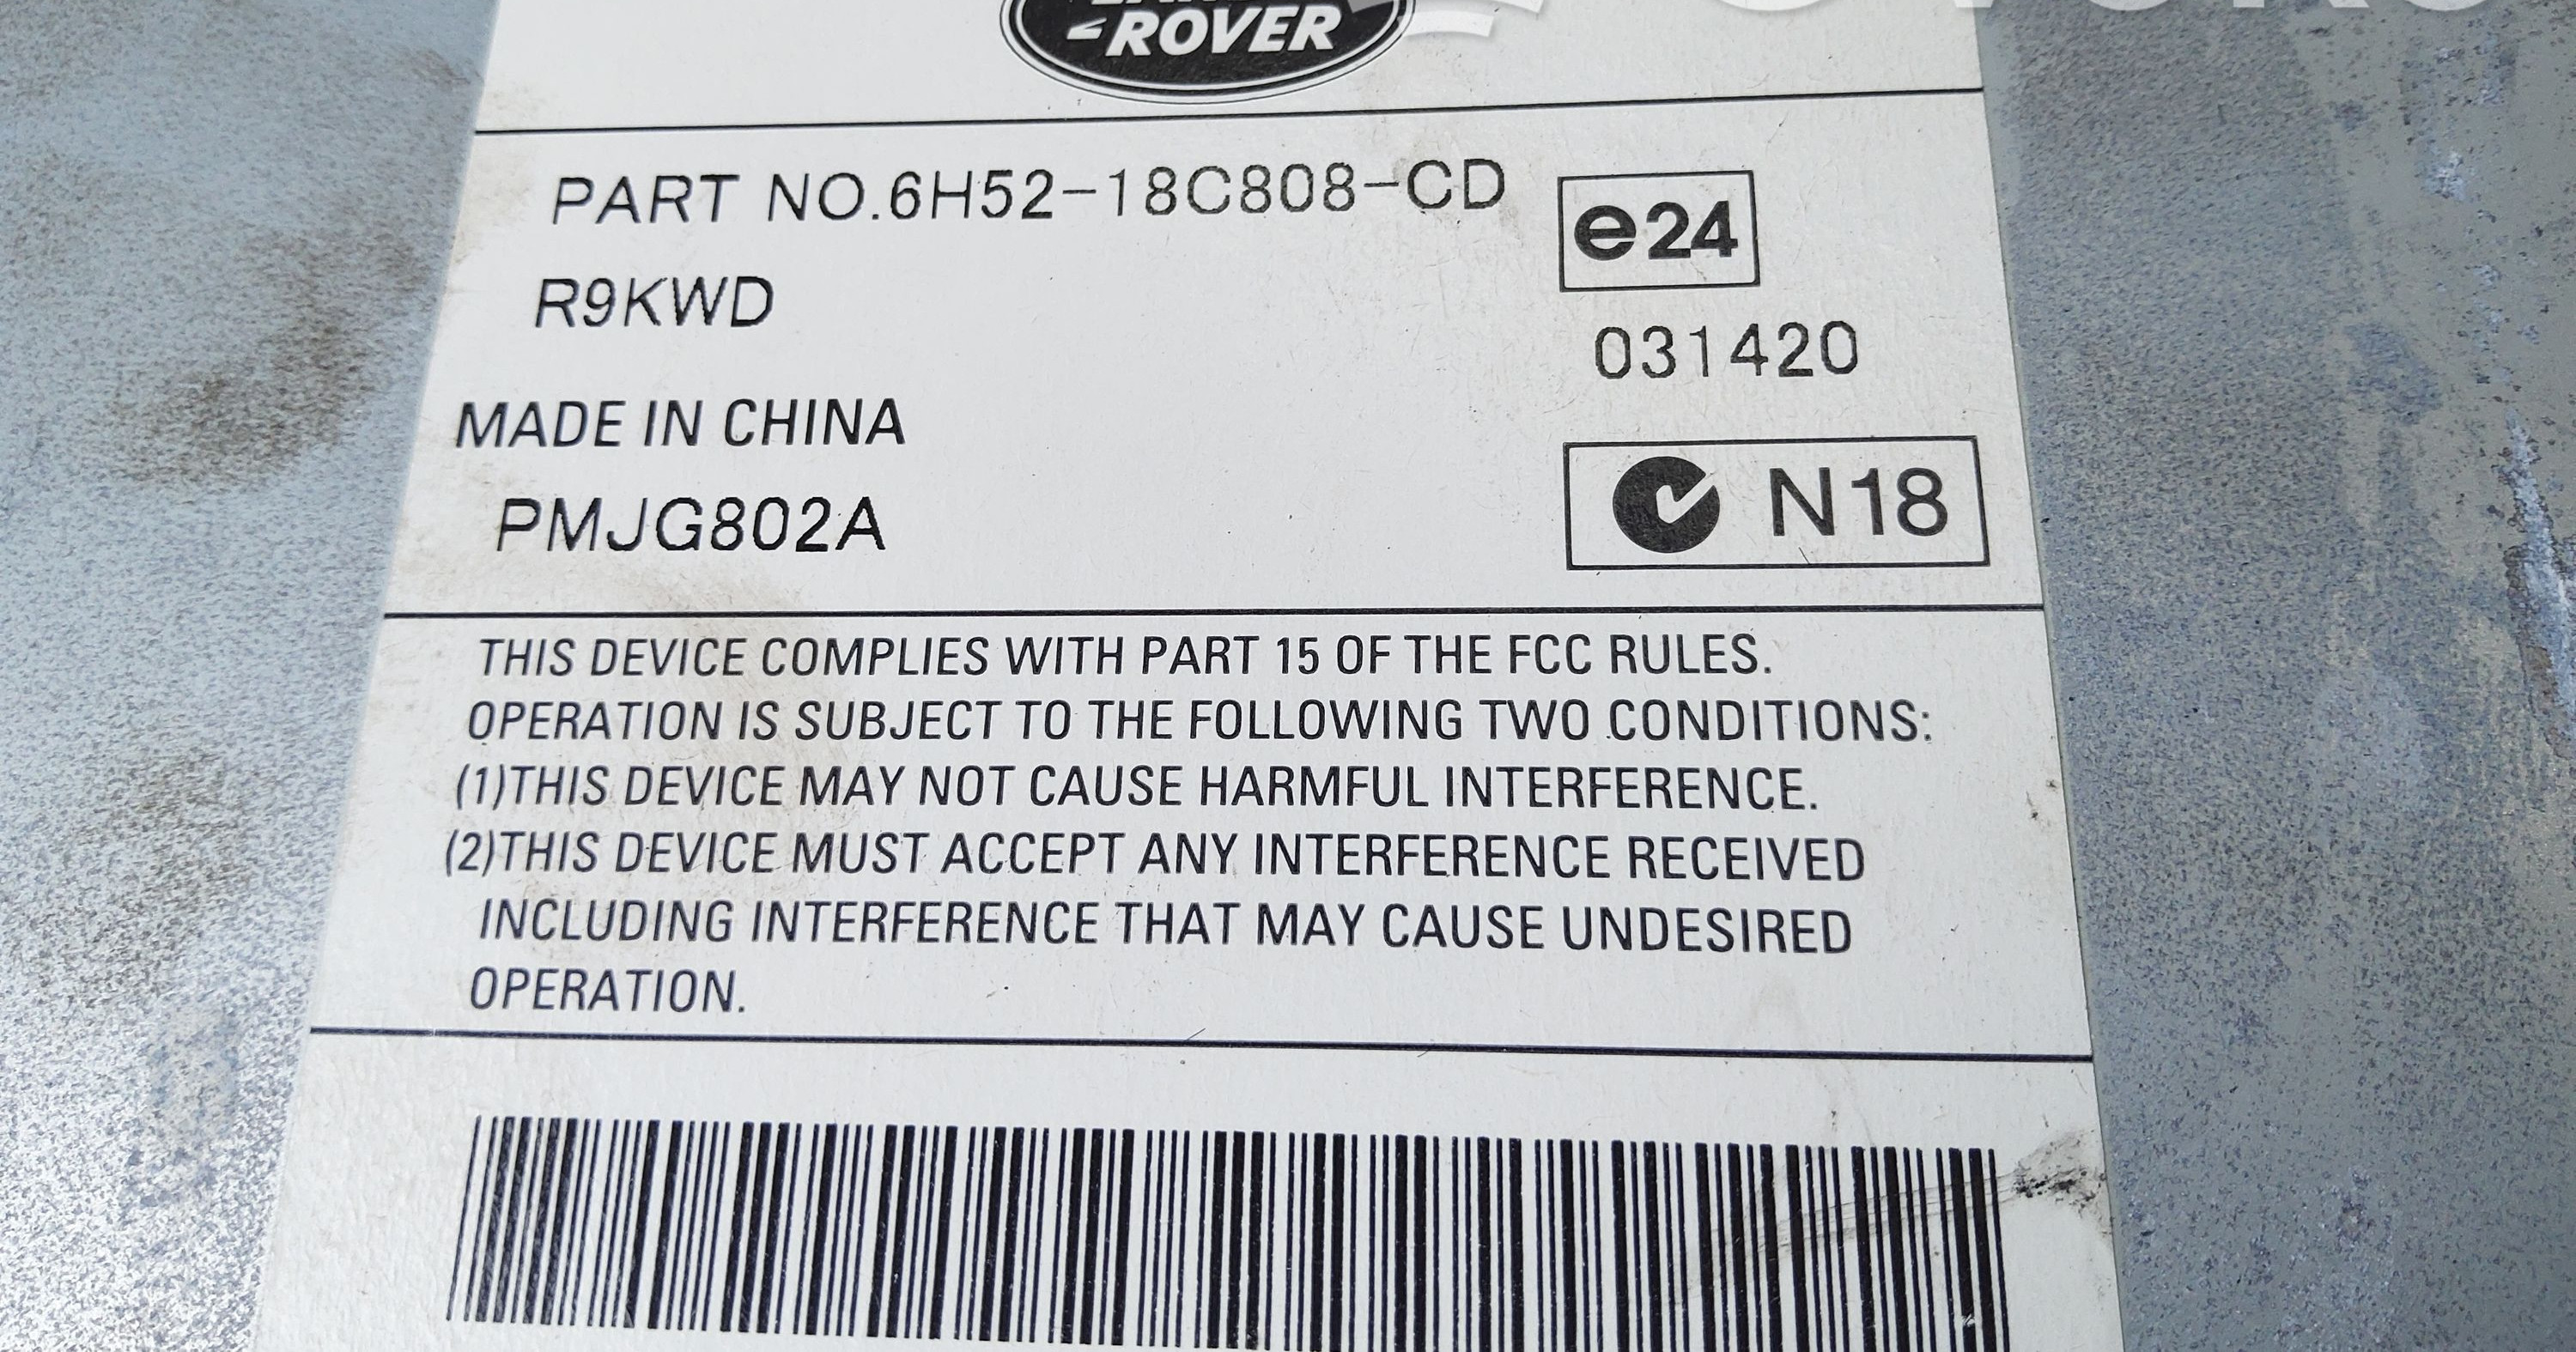 ROVER
PART NO.6H52-18C808-CD
e24
R9KWD
031420
MADE IN CHINA
N18
PMJG802A
THIS DEVICE COMPLIES WITH PART 15 OF THE FCC RULES.
OPERATION IS SUBJECT TO THE FOLLOWING TWO CONDITIONS:
(1)THIS DEVICE MAY NOT CAUSE HARMFUL INTERFERENCE.
(2)THIS DEVICE MUST ACCEPT ANY INTERFERENCE RECEIVED
INCLUDING INTERFERENCE THAT MAY CAUSE UNDESIRED
OPERATION.